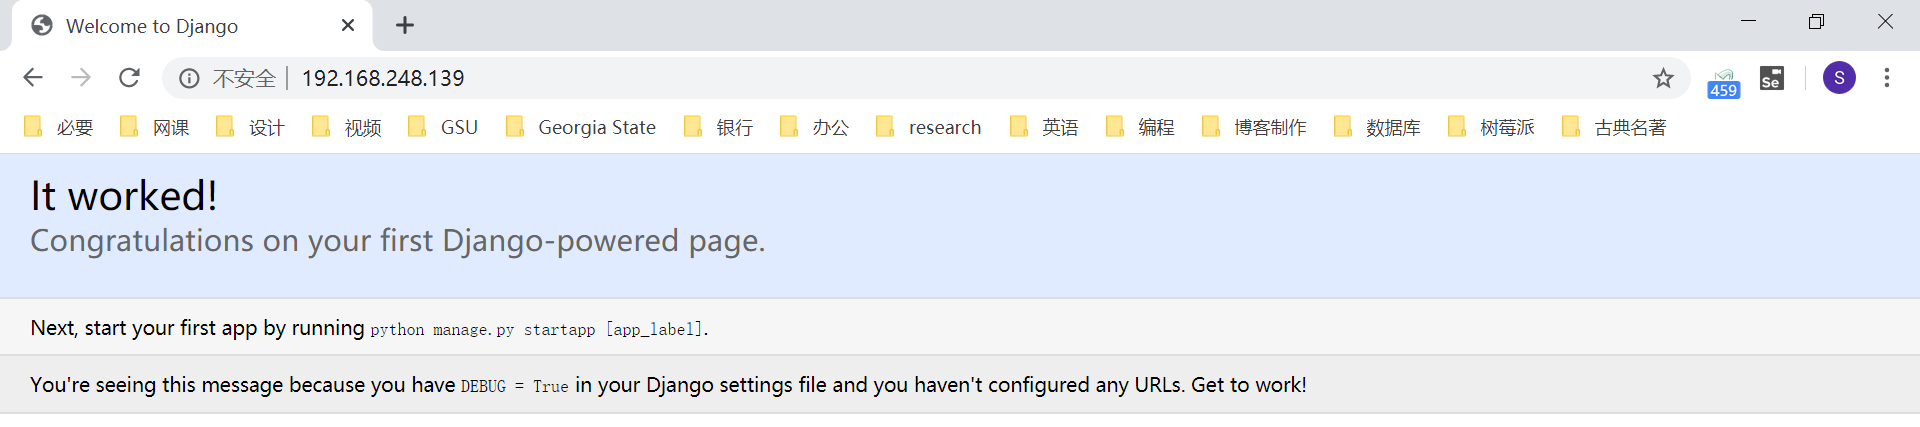 Welcome to Django
不安全 192.168.248.139
459 Se S
必要 网课 设计 视频 GSU Georgia State 银行 办公 research 英语 编程 博客制作 数据库 树莓派 古典名著
It worked!
Congratulations on your first Django-powered page.
Next, start your first app by running python manage.py startapp [app_label].
You're seeing this message because you have DEBUG = True in your Django settings file and you haven't configured any URLs. Get to work!